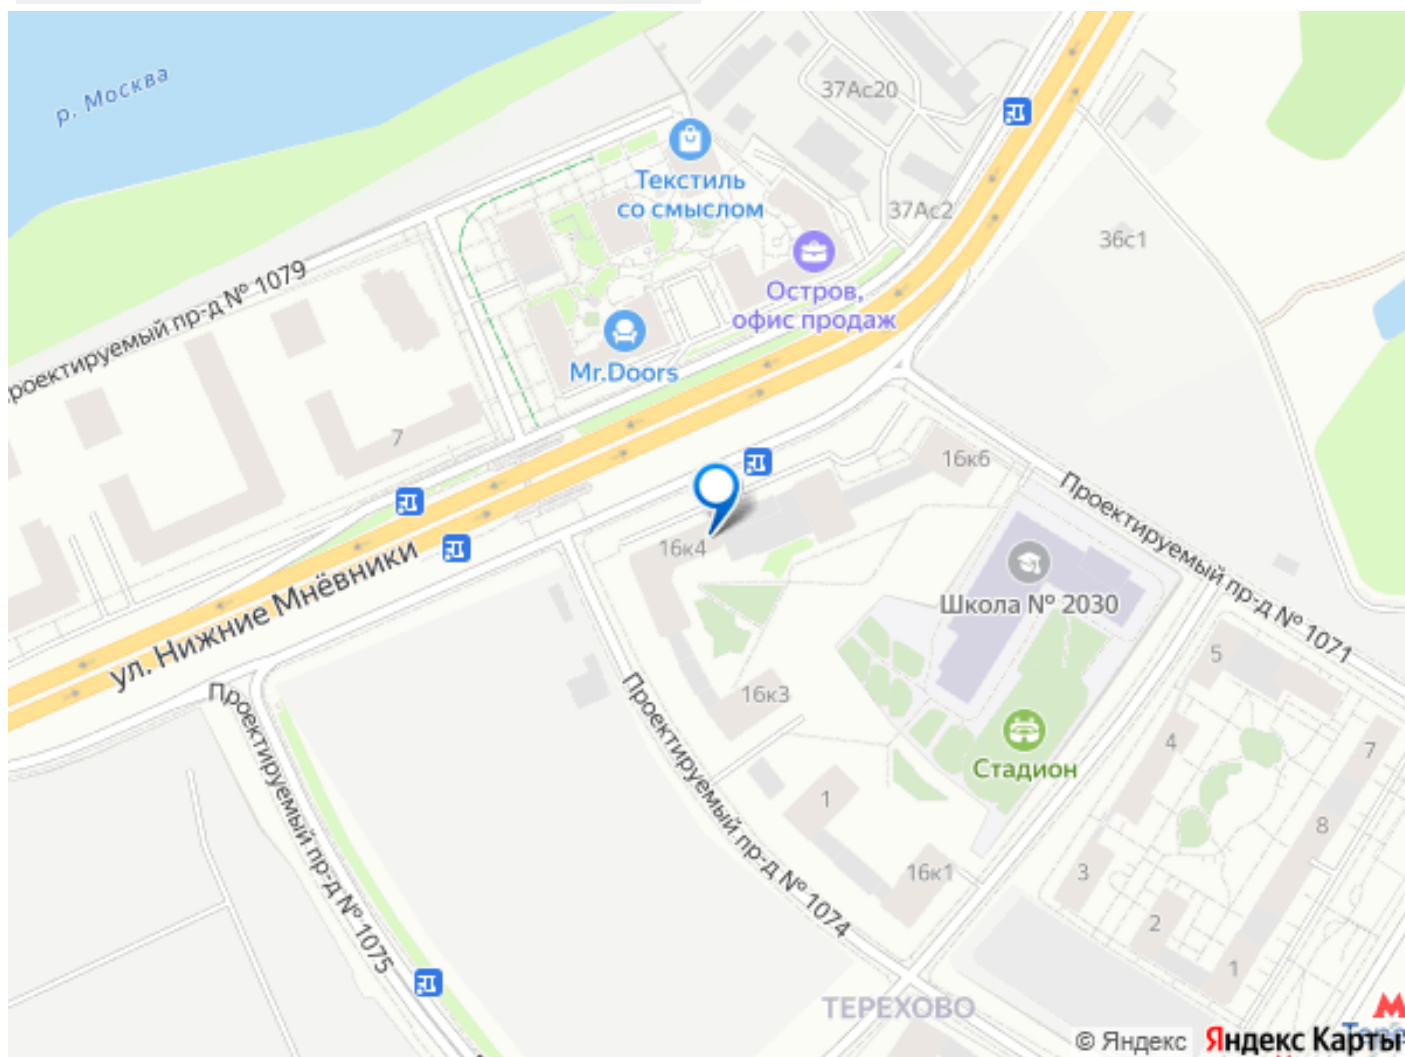 р. Москва
37Ас20
Текстиль
со смыслом
37Ас2
36с1
Остров,
офис продаж
Проектируемый пр-д № 1079
Mr.Doors
7
16к6
Проектируемый пр-д № 1071
16к4
Школа № 2030
ул. Нижние Мнёвники
5
16к3
Проектируемый пр-д № 1075
Проектируемый пр-д № 1074
Стадион
4
7
1
8
16к1
3
2
1
ТЕРЕХОВО
© Яндекс
Яндекс Карты